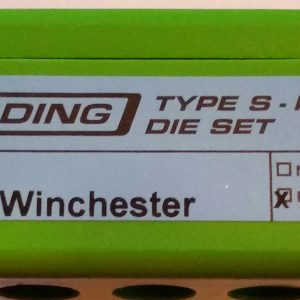 DING TYPE S -
DIE SET
Winchester
X